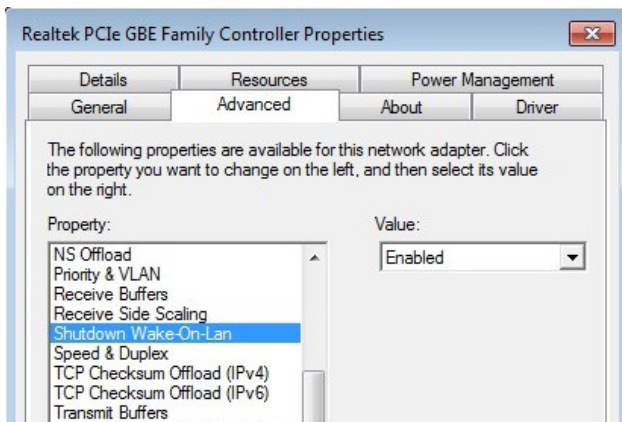 Realtek PCIe GBE Family Controller Properties
Details Resources Power Management
General Advanced About Driver
The following properties are available for this network adapter. Click
the property you want to change on the left, and then select its value
on the right.
Property: Value:
NS Offload Enabled
Priority & VLAN
Receive Buffers
Receive Side Scaling
Shutdown Wake-On-Lan
Speed & Duplex
TCP Checksum Offload (IPv4)
TCP Checksum Offload (IPv6)
Transmit Buffers